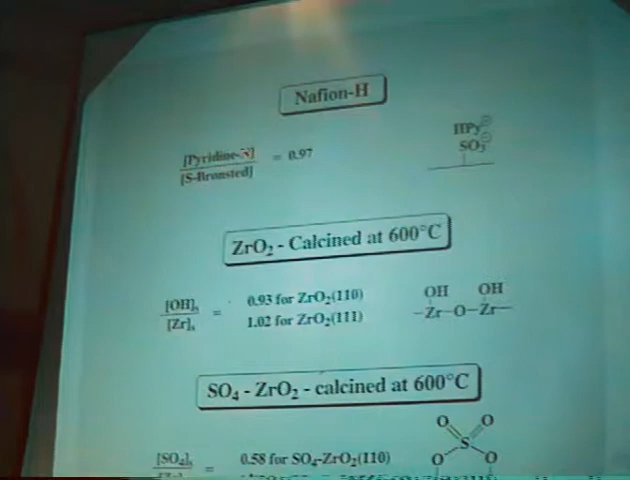 Nafion-H
[Pyridine-N]
[S-Bronsted]
= 0.97
HPy⊕
SO₃⊖
ZrO₂ - Calcined at 600°C
[OH]ₛ
[Zr]ₛ
=
0.93 for ZrO₂(110)
1.02 for ZrO₂(111)
OH OH
-Zr-O-Zr-
SO₄ - ZrO₂ - calcined at 600°C
[SO₄]ₛ
=
0.58 for SO₄-ZrO₂(110)
O O
S
O O